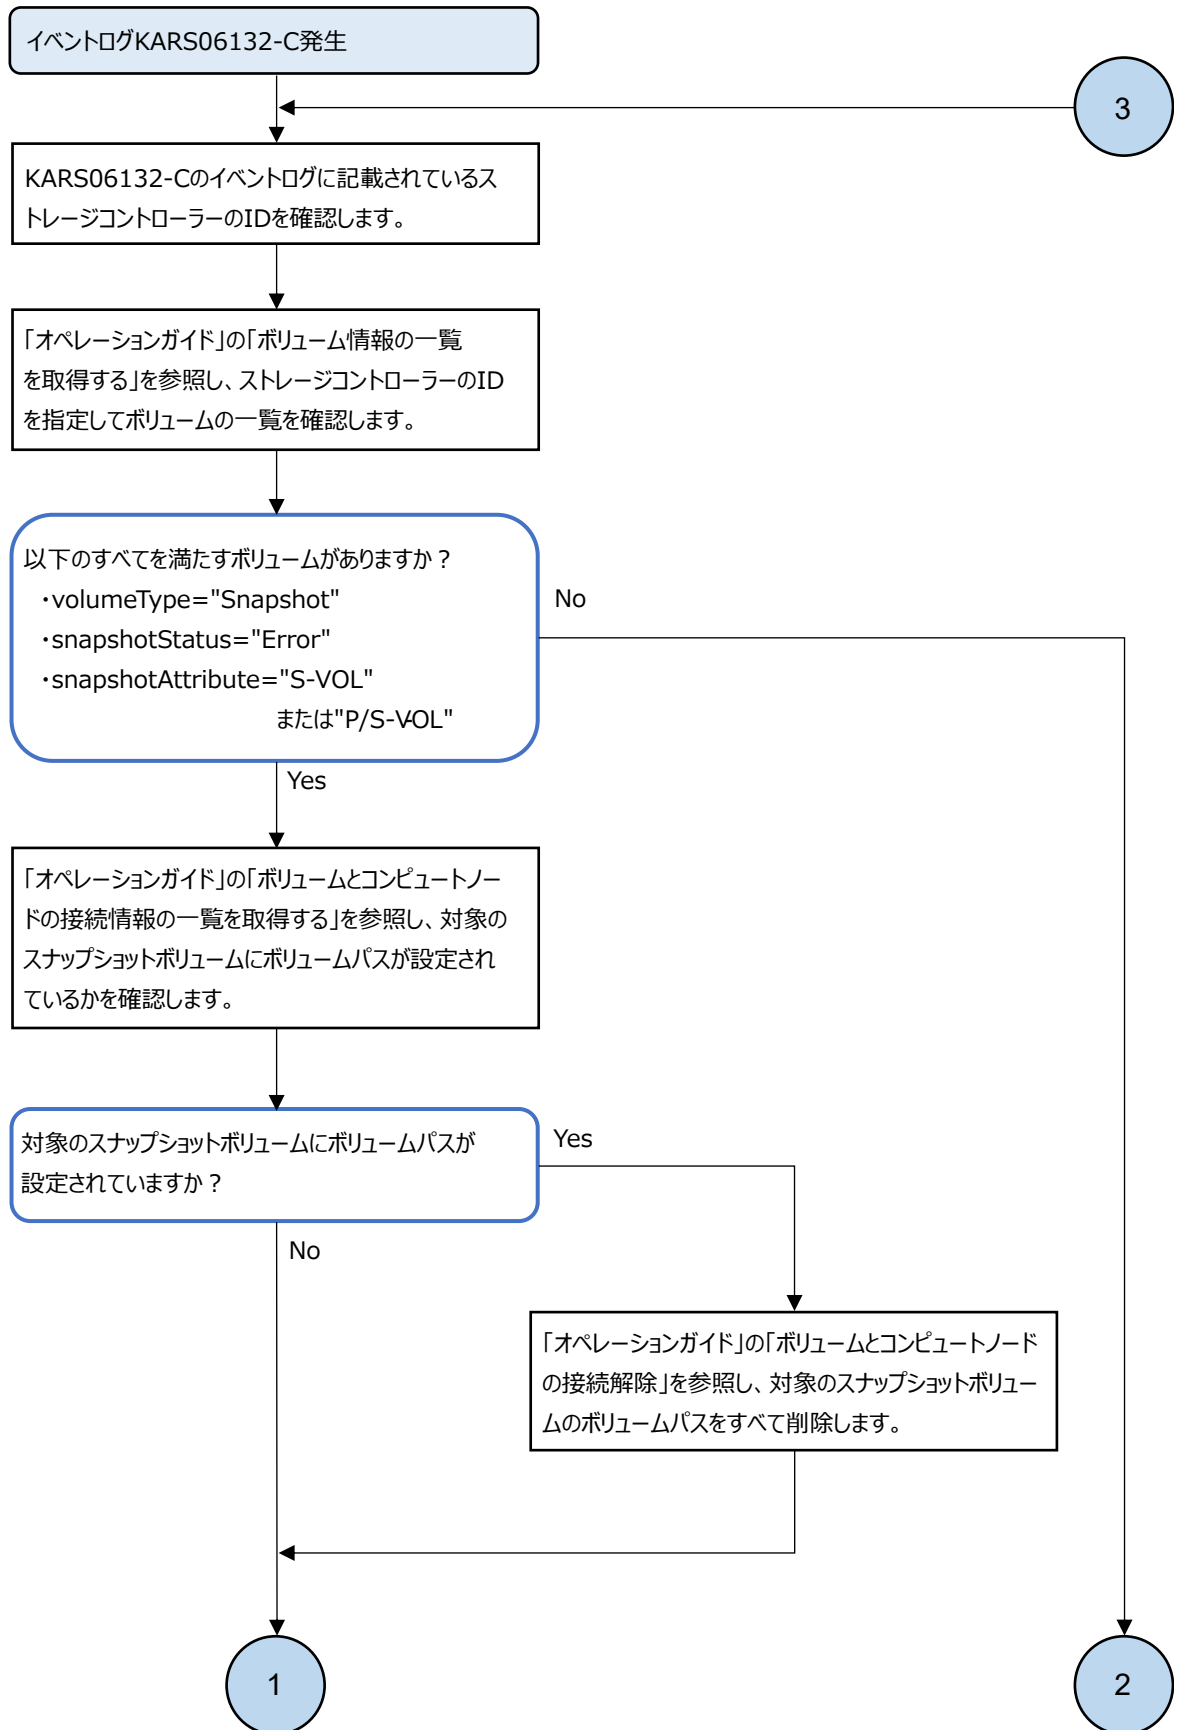 イベントログKARS06132-C発生
3
KARS06132-Cのイベントログに記載されているス
トレージコントローラーのIDを確認します。
「オペレーションガイド」の「ボリューム情報の一覧
を取得する」を参照し、ストレージコントローラーのID
を指定してボリュームの一覧を確認します。
以下のすべてを満たすボリュームがありますか？
・volumeType="Snapshot"
・snapshotStatus="Error"
・snapshotAttribute="S-VOL"
または"P/S-VOL"
No
Yes
「オペレーションガイド」の「ボリュームとコンピュートノー
ドの接続情報の一覧を取得する」を参照し、対象の
スナップショットボリュームにボリュームパスが設定され
ているかを確認します。
対象のスナップショットボリュームにボリュームパスが
設定されていますか？
Yes
No
「オペレーションガイド」の「ボリュームとコンピュートノード
の接続解除」を参照し、対象のスナップショットボリュー
ムのボリュームパスをすべて削除します。
1
2